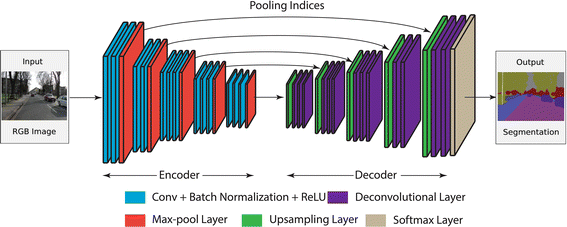 Pooling Indices
Input
RGB Image
Output
Segmentation
Encoder
Decoder
Conv + Batch Normalization + ReLU
Deconvolutional Layer
Max-pool Layer
Upsampling Layer
Softmax Layer